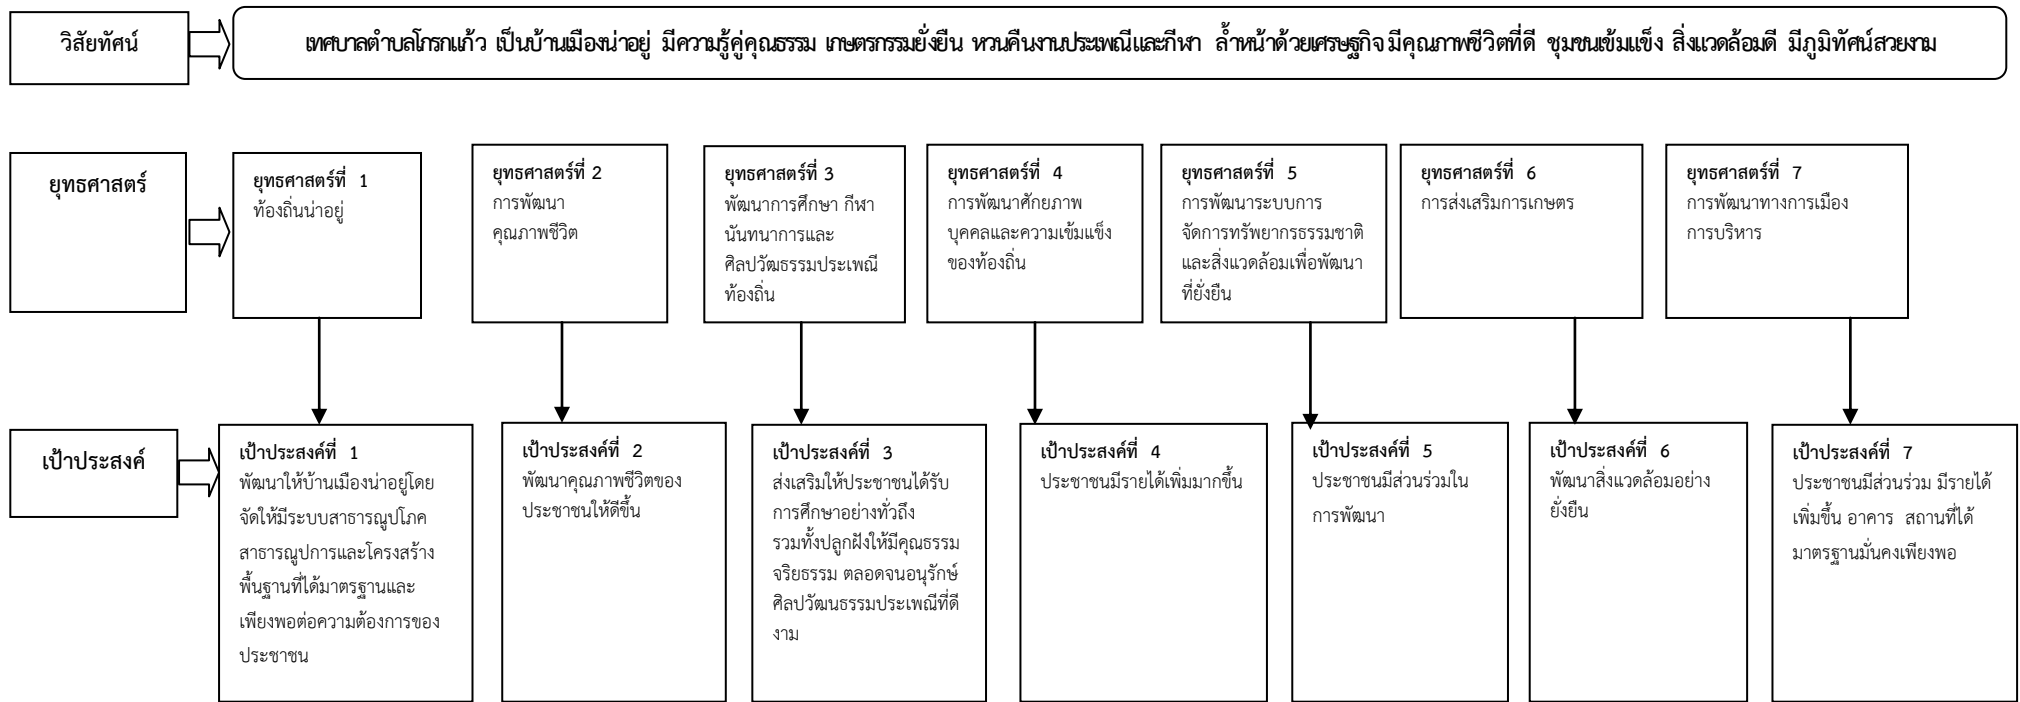 วิสัยทัศน์
เทศบาลตำบลโกรกแก้ว เป็นบ้านเมืองน่าอยู่ มีความรู้คู่คุณธรรม เกษตรกรรมยั่งยืน หวนคืนงานประเพณีและกีฬา ล้ำหน้าด้วยเศรษฐกิจ มีคุณภาพชีวิตที่ดี ชุมชนเข้มแข็ง สิ่งแวดล้อมดี มีภูมิทัศน์สวยงาม
ยุทธศาสตร์
ยุทธศาสตร์ที่ 1
ท้องถิ่นน่าอยู่
ยุทธศาสตร์ที่ 2
การพัฒนา
คุณภาพชีวิต
ยุทธศาสตร์ที่ 3
พัฒนาการศึกษา กีฬา
นันทนาการและ
ศิลปวัฒธรรมประเพณี
ท้องถิ่น
ยุทธศาสตร์ที่ 4
การพัฒนาศักยภาพ
บุคคลและความเข้มแข็ง
ของท้องถิ่น
ยุทธศาสตร์ที่ 5
การพัฒนาระบบการ
จัดการทรัพยากรธรรมชาติ
และสิ่งแวดล้อมเพื่อพัฒนา
ที่ยั่งยืน
ยุทธศาสตร์ที่ 6
การส่งเสริมการเกษตร
ยุทธศาสตร์ที่ 7
การพัฒนาทางการเมือง
การบริหาร
เป้าประสงค์
เป้าประสงค์ที่ 1
พัฒนาให้บ้านเมืองน่าอยู่โดย
จัดให้มีระบบสาธารณูปโภค
สาธารณูปการและโครงสร้าง
พื้นฐานที่ได้มาตรฐานและ
เพียงพอต่อความต้องการของ
ประชาชน
เป้าประสงค์ที่ 2
พัฒนาคุณภาพชีวิตของ
ประชาชนให้ดีขึ้น
เป้าประสงค์ที่ 3
ส่งเสริมให้ประชาชนได้รับ
การศึกษาอย่างทั่วถึง
รวมทั้งปลูกฝังให้มีคุณธรรม
จริยธรรม ตลอดจนอนุรักษ์
ศิลปวัฒนธรรมประเพณีที่ดี
งาม
เป้าประสงค์ที่ 4
ประชาชนมีรายได้เพิ่มมากขึ้น
เป้าประสงค์ที่ 5
ประชาชนมีส่วนร่วมใน
การพัฒนา
เป้าประสงค์ที่ 6
พัฒนาสิ่งแวดล้อมอย่าง
ยั่งยืน
เป้าประสงค์ที่ 7
ประชาชนมีส่วนร่วม มีรายได้
เพิ่มขึ้น อาคาร สถานที่ได้
มาตรฐานมั่นคงเพียงพอ